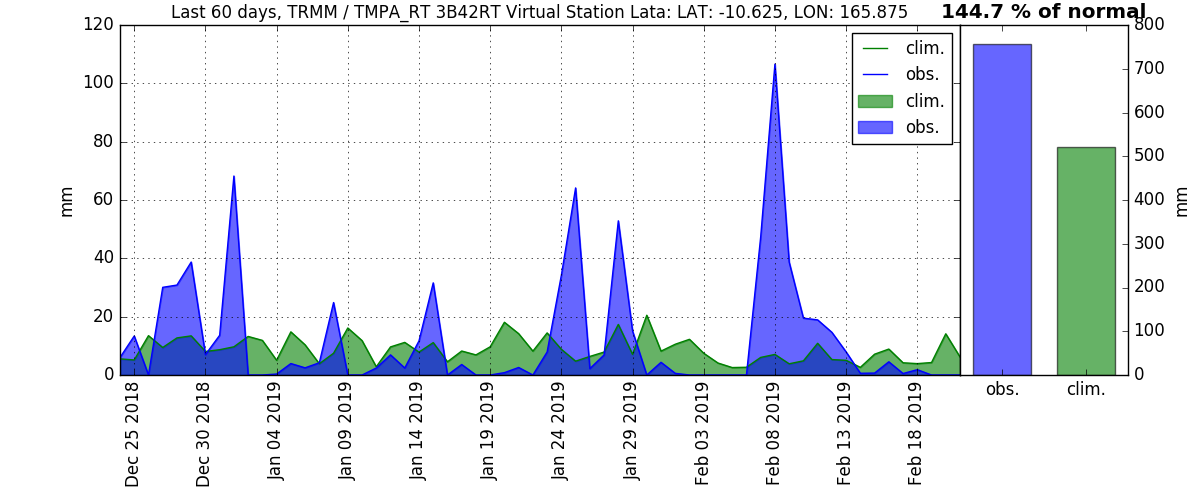 Last 60 days, TRMM / TMPA_RT 3B42RT Virtual Station Lata: LAT: -10.625, LON: 165.875
144.7 % of normal
120
100
80
60
40
20
0
mm
clim.
obs.
clim.
obs.
800
700
600
500
400
300
200
100
0
mm
obs.
clim.
Dec 25 2018
Dec 30 2018
Jan 04 2019
Jan 09 2019
Jan 14 2019
Jan 19 2019
Jan 24 2019
Jan 29 2019
Feb 03 2019
Feb 08 2019
Feb 13 2019
Feb 18 2019